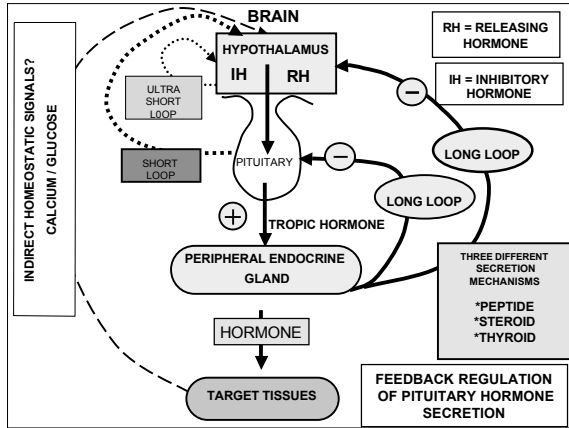 BRAIN
HYPOTHALAMUS
IH RH
RH = RELEASING
HORMONE
IH = INHIBITORY
HORMONE
ULTRA
SHORT
LOOP
SHORT
LOOP
PITUITARY
−
−
LONG LOOP
LONG LOOP
+
TROPIC HORMONE
PERIPHERAL ENDOCRINE
GLAND
HORMONE
TARGET TISSUES
INDIRECT HOMEOSTATIC SIGNALS?
CALCIUM / GLUCOSE
THREE DIFFERENT
SECRETION
MECHANISMS
*PEPTIDE
*STEROID
*THYROID
FEEDBACK REGULATION
OF PITUITARY HORMONE
SECRETION